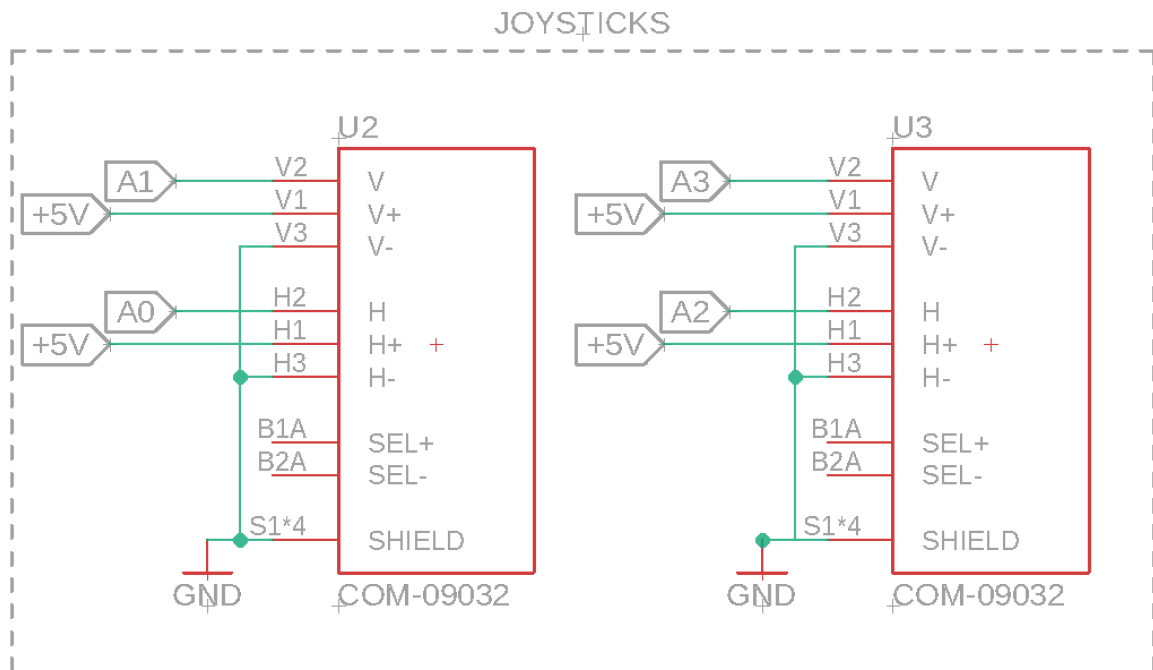 JOYSTICKS
U2
A1
V2
V
+5V
V1
V+
V3
V-
A0
H2
H
+5V
H1
H+
H3
H-
B1A
SEL+
B2A
SEL-
S1*4
SHIELD
GND
COM-09032
U3
A3
V2
V
+5V
V1
V+
V3
V-
A2
H2
H
+5V
H1
H+
H3
H-
B1A
SEL+
B2A
SEL-
S1*4
SHIELD
GND
COM-09032